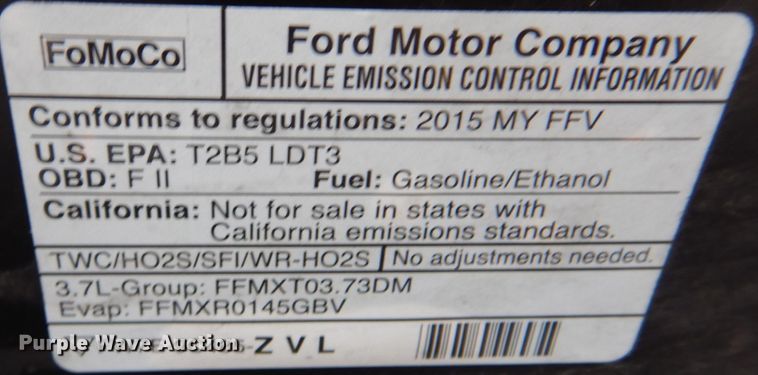 FoMoCo
Ford Motor Company
VEHICLE EMISSION CONTROL INFORMATION
Conforms to regulations: 2015 MY FFV
U.S. EPA: T2B5 LDT3
OBD: F II Fuel: Gasoline/Ethanol
California: Not for sale in states with
California emissions standards.
TWC/HO2S/SFI/WR-HO2S No adjustments needed.
3.7L-Group: FFMXT03.73DM
Evap: FFMXR0145GBV
-Z V L
Purple Wave Auction